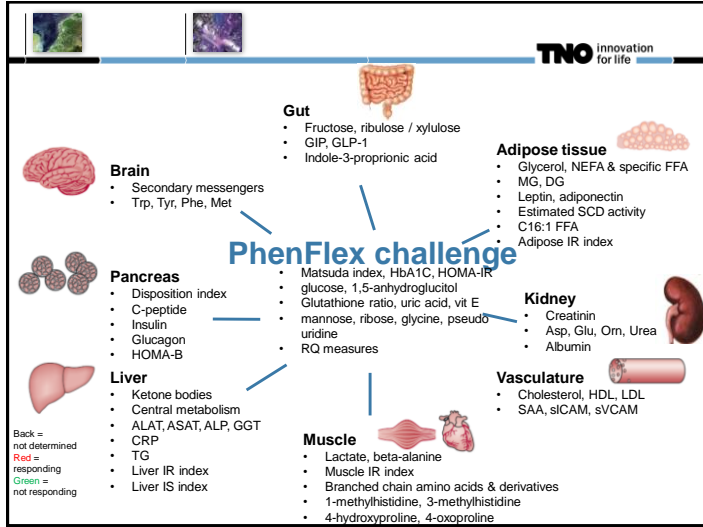 TNO innovation
for life
Gut
• Fructose, ribulose / xylulose
• GIP, GLP-1
• Indole-3-proprionic acid
Adipose tissue
• Glycerol, NEFA & specific FFA
• MG, DG
• Leptin, adiponectin
• Estimated SCD activity
• C16:1 FFA
• Adipose IR index
Brain
• Secondary messengers
• Trp, Tyr, Phe, Met
PhenFlex challenge
• Matsuda index, HbA1C, HOMA-IR
• glucose, 1,5-anhydroglucitol
• Glutathione ratio, uric acid, vit E
• mannose, ribose, glycine, pseudo
uridine
• RQ measures
Pancreas
• Disposition index
• C-peptide
• Insulin
• Glucagon
• HOMA-B
Kidney
• Creatinin
• Asp, Glu, Orn, Urea
• Albumin
Liver
• Ketone bodies
• Central metabolism
• ALAT, ASAT, ALP, GGT
• CRP
• TG
• Liver IR index
• Liver IS index
Vasculature
• Cholesterol, HDL, LDL
• SAA, sICAM, sVCAM
Muscle
• Lactate, beta-alanine
• Muscle IR index
• Branched chain amino acids & derivatives
• 1-methylhistidine, 3-methylhistidine
• 4-hydroxyproline, 4-oxoproline
Back =
not determined
Red =
responding
Green =
not responding